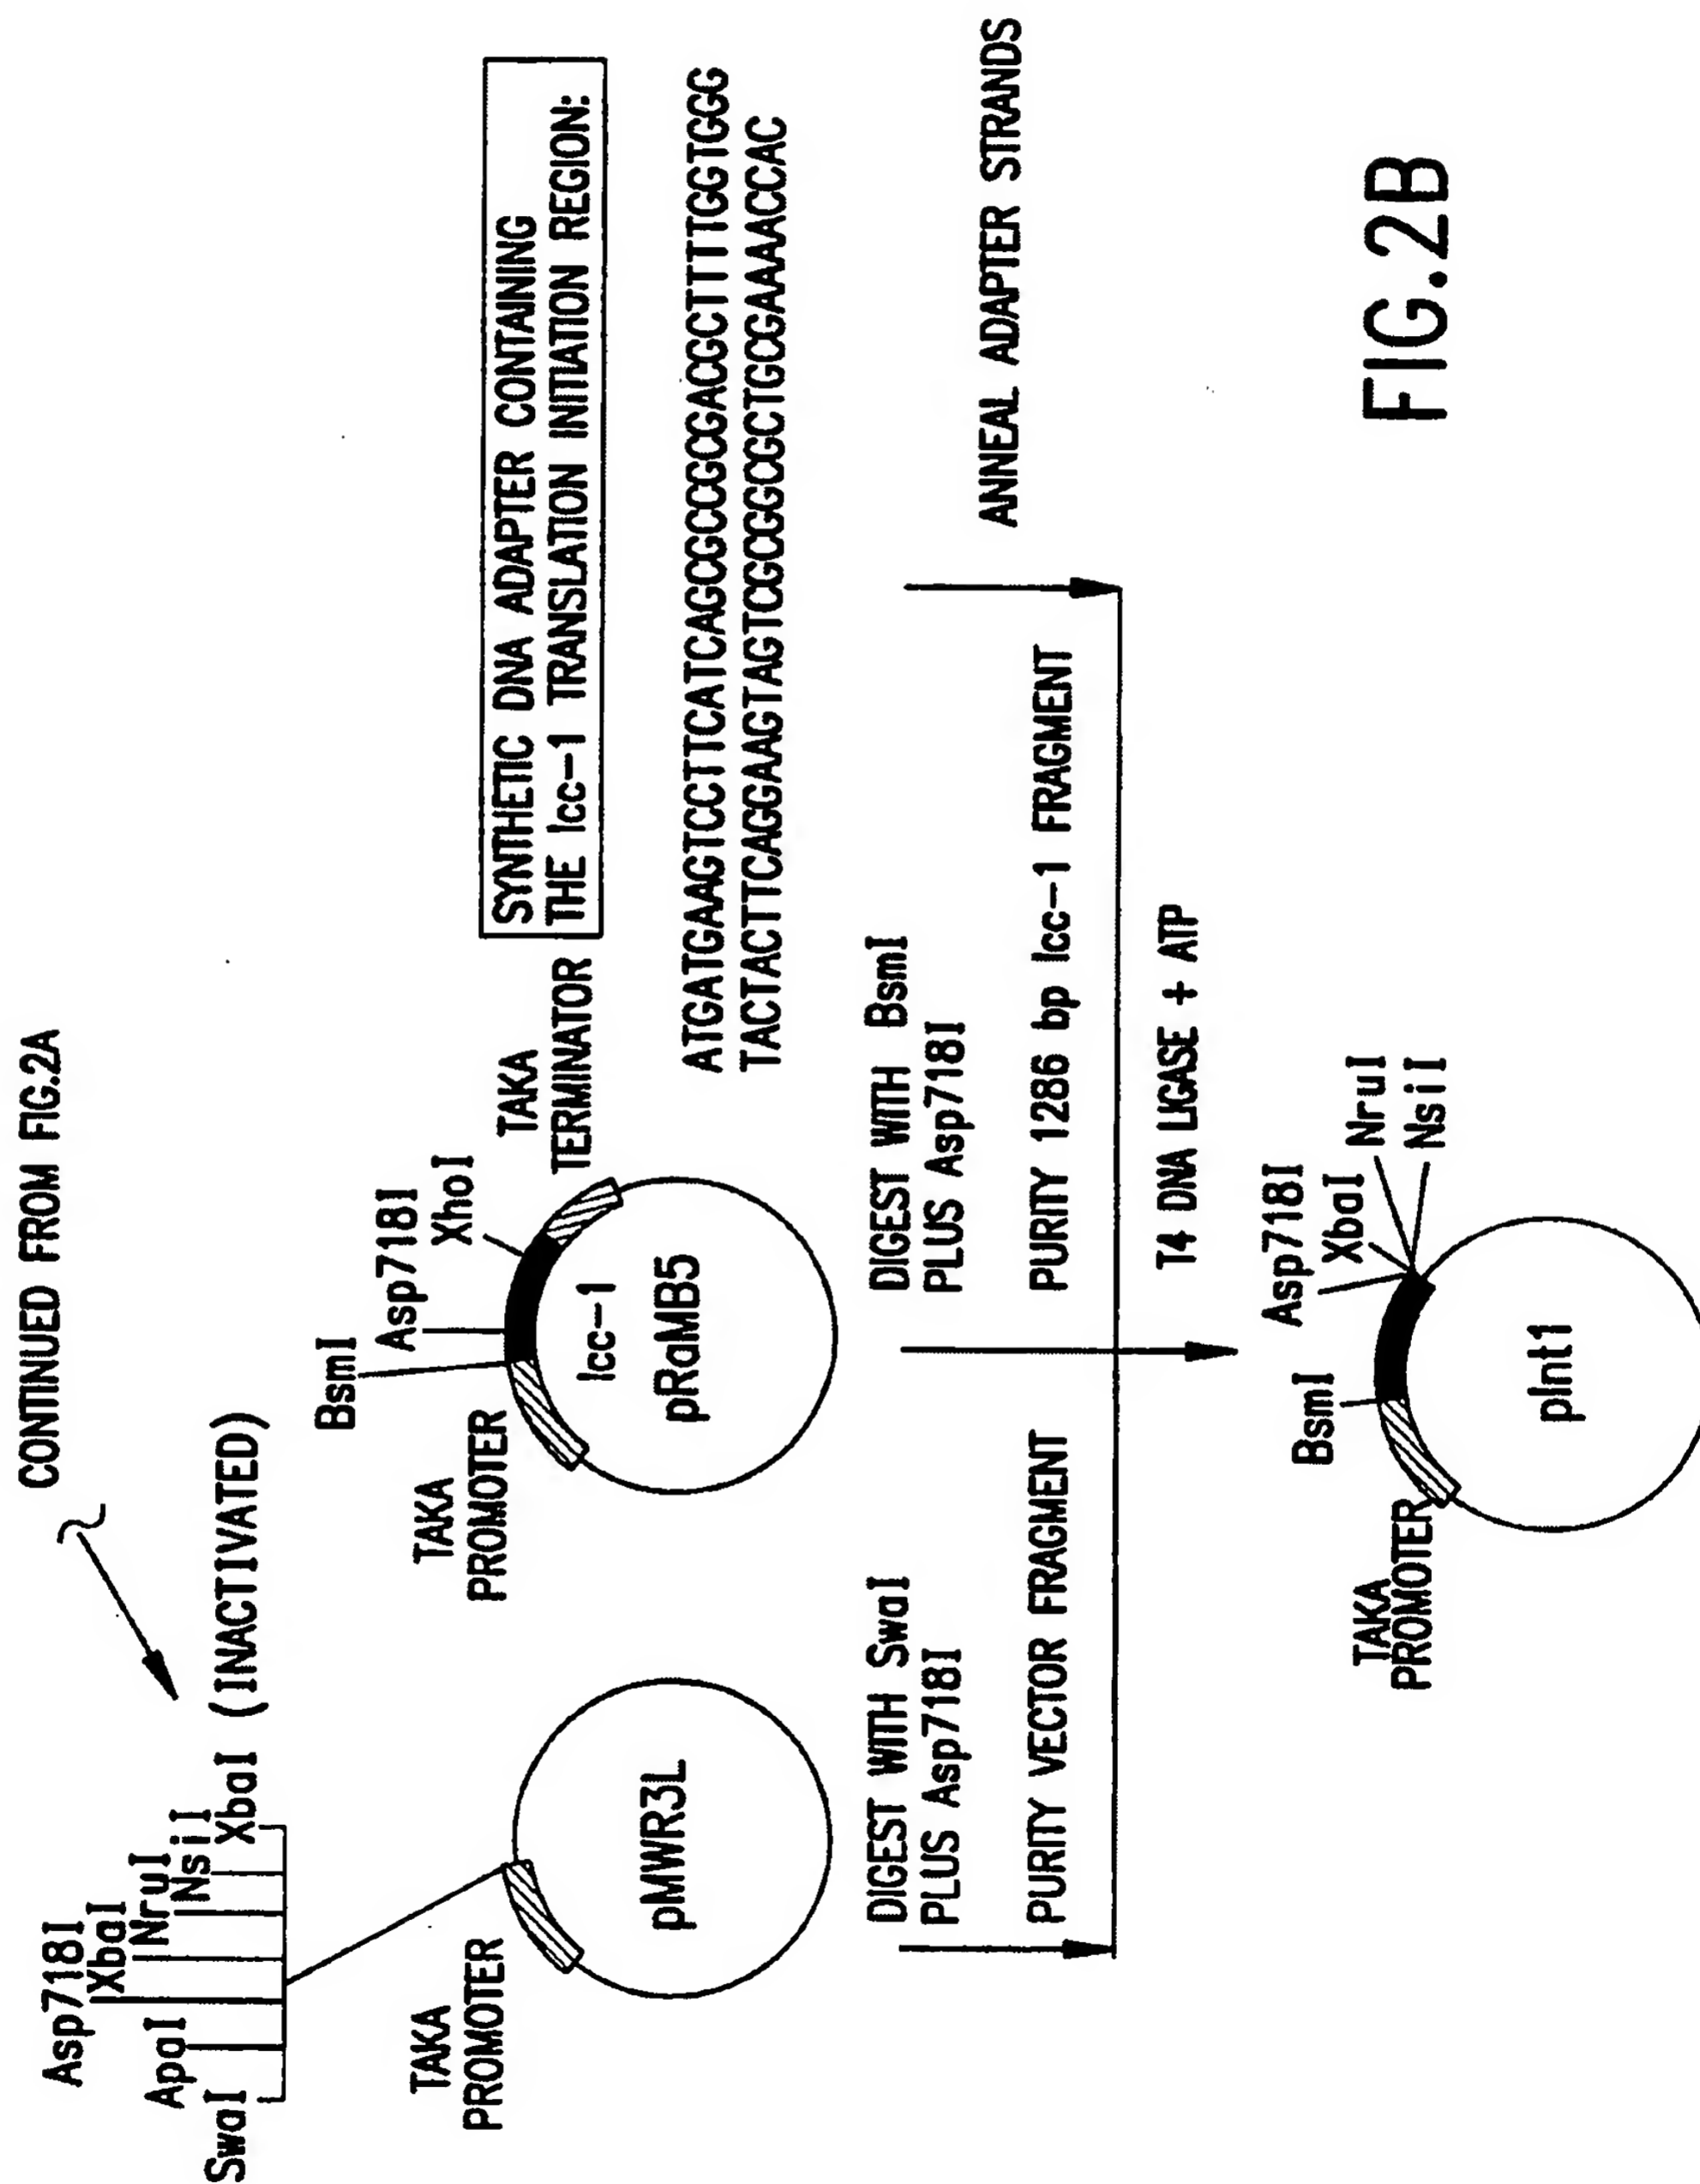 CONTINUED FROM FIG.2A
SwaI
ApaI
Asp718I
XbaI
NruI
NsiI
XbaI (INACTIVATED)
TAKA
PROMOTER
pMWR3L
BsmI
Asp718I
XhoI
TAKA
PROMOTER
TAKA
TERMINATOR
lcc-1
pRaMB5
SYNTHETIC DNA ADAPTER CONTAINING
THE lcc-1 TRANSLATION INITIATION REGION:
ATGATGAAGTCCTTCATCAGCGCCGCGACGCTTTTGGTGGG
TACTACTTCAGGAAGTAGTCGCGGCGCTGCGAAAACCAC
DIGEST WITH SwaI
PLUS Asp718I
PURITY VECTOR FRAGMENT
DIGEST WITH BsmI
PLUS Asp718I
PURITY 1286 bp lcc-1 FRAGMENT
ANNEAL ADAPTER STRANDS
T4 DNA LIGASE + ATP
TAKA
PROMOTER
BsmI
Asp718I
XbaI
NruI
NsiI
pInt1
FIG.2B